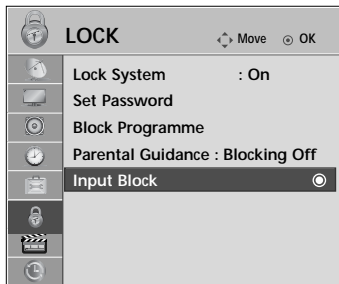 LOCK Move OK
Lock System : On
Set Password
Block Programme
Parental Guidance : Blocking Off
Input Block